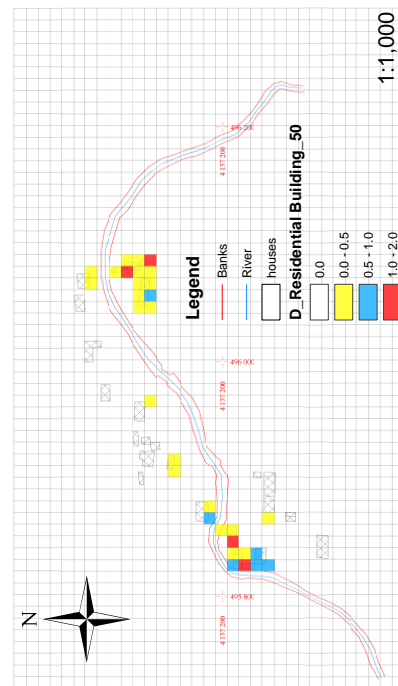 N
1:1,000
496 200
4 137 200
496 000
4 137 200
495 800
4 137 200
Legend
Banks
River
houses
D_Residential Building_50
0.0
0.0 - 0.5
0.5 - 1.0
1.0 - 2.0